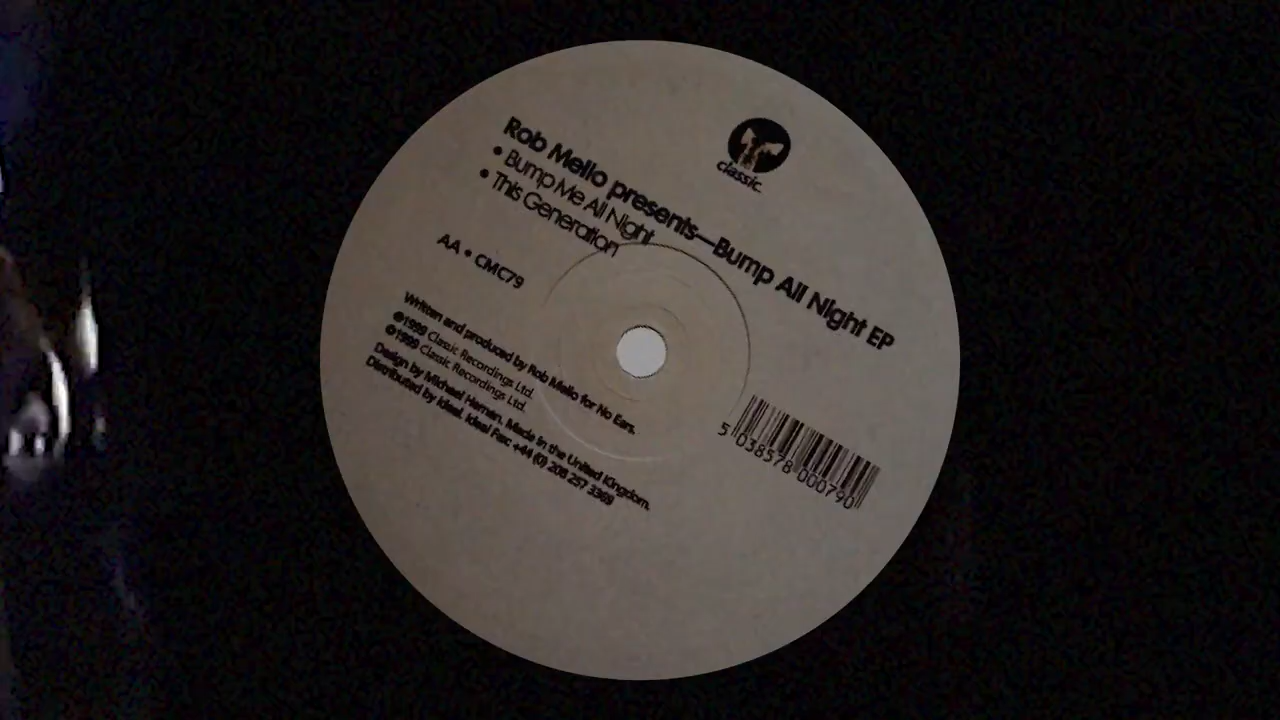 classic.
Rob Mello presents—Bump All Night EP
• Bump Me All Night
• This Generation
AA • CMC79
Written and produced by Rob Mello for No Ears.
℗1999 Classic Recordings Ltd.
©1999 Classic Recordings Ltd.
Design by Michael Hernan. Made in the United Kingdom.
Distributed by Ideal. Ideal Fax: +44 (0) 208 257 3369
5 038578 000790